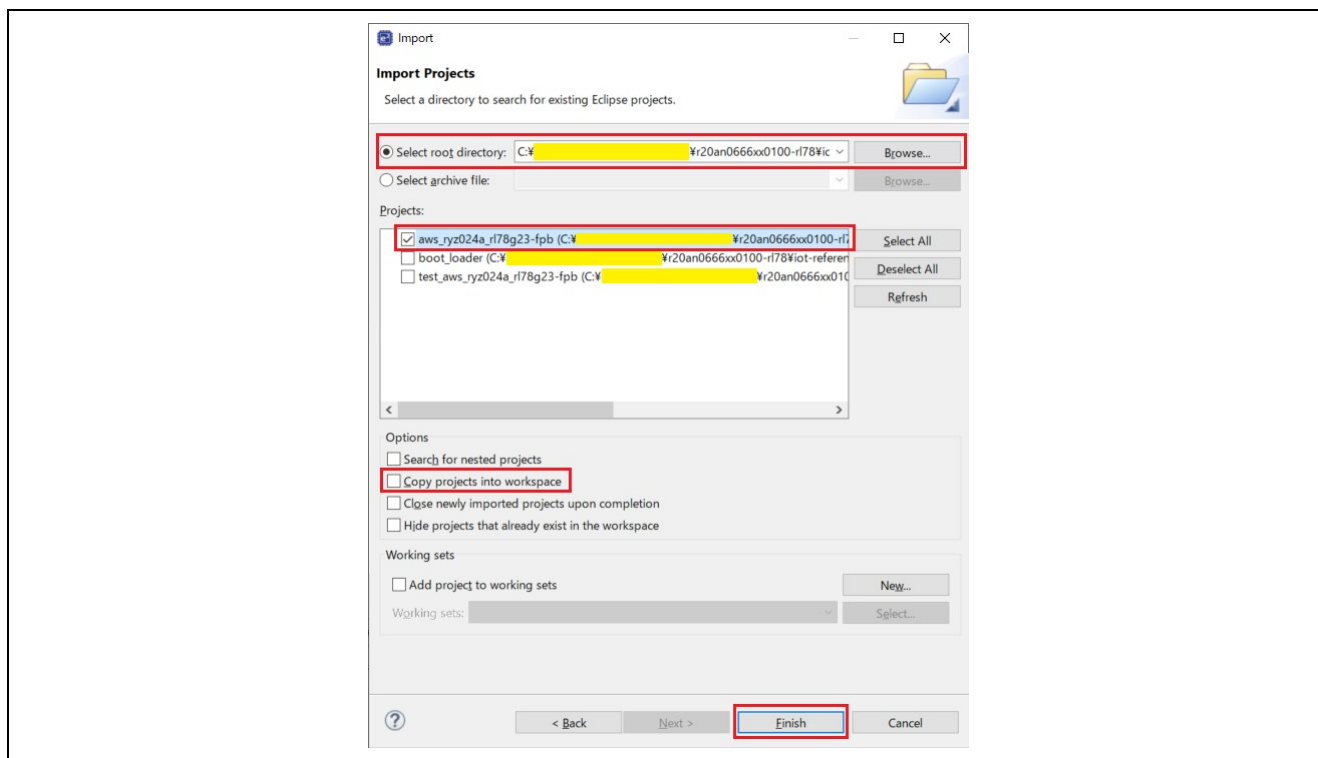 Import
Import Projects
Select a directory to search for existing Eclipse projects.
Select root directory: C:¥ ¥r20an0666xx0100-rl78¥ic Browse...
Select archive file: Browse...
Projects:
aws_ryz024a_rl78g23-fpb (C:¥ ¥r20an0666xx0100-rl7 Select All
boot_loader (C:¥ ¥r20an0666xx0100-rl78¥iot-referen
Deselect All
test_aws_ryz024a_rl78g23-fpb (C:¥ ¥r20an0666xx010
Refresh
Options
Search for nested projects
Copy projects into workspace
Close newly imported projects upon completion
Hide projects that already exist in the workspace
Working sets
Add project to working sets New...
Working sets: Select...
? < Back Next > Finish Cancel